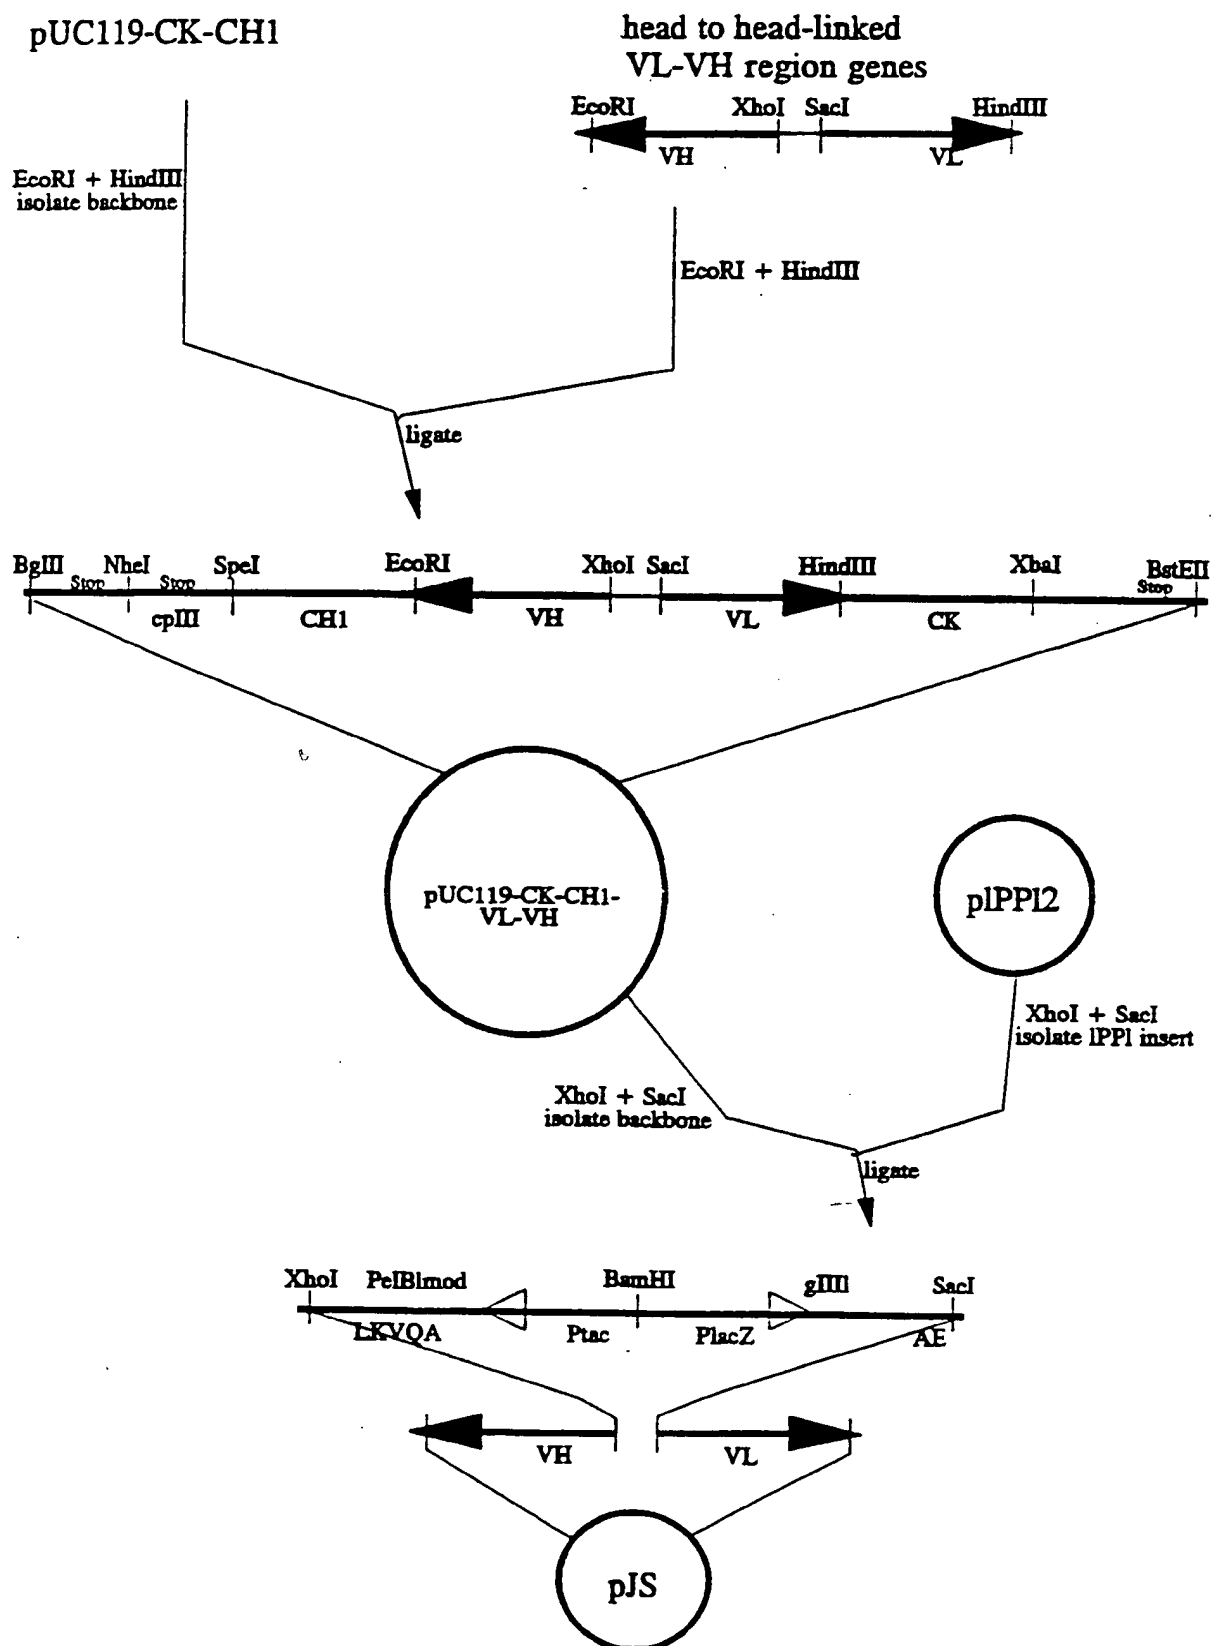 pUC119-CK-CH1
head to head-linked
VL-VH region genes
EcoRI XhoI SacI HindIII
VH VL
EcoRI + HindIII
isolate backbone
EcoRI + HindIII
ligate
BglII NheI SpeI EcoRI XhoI SacI HindIII XbaI BstEII
Stop Stop Stop
cpIII CH1 VH VL CK
pUC119-CK-CH1-
VL-VH
plPPl2
XhoI + SacI
isolate lPPl insert
XhoI + SacI
isolate backbone
ligate
XhoI PelBlmod BamHI gIIIl SacI
LKVQA Ptac PlacZ AE
VH VL
pJS